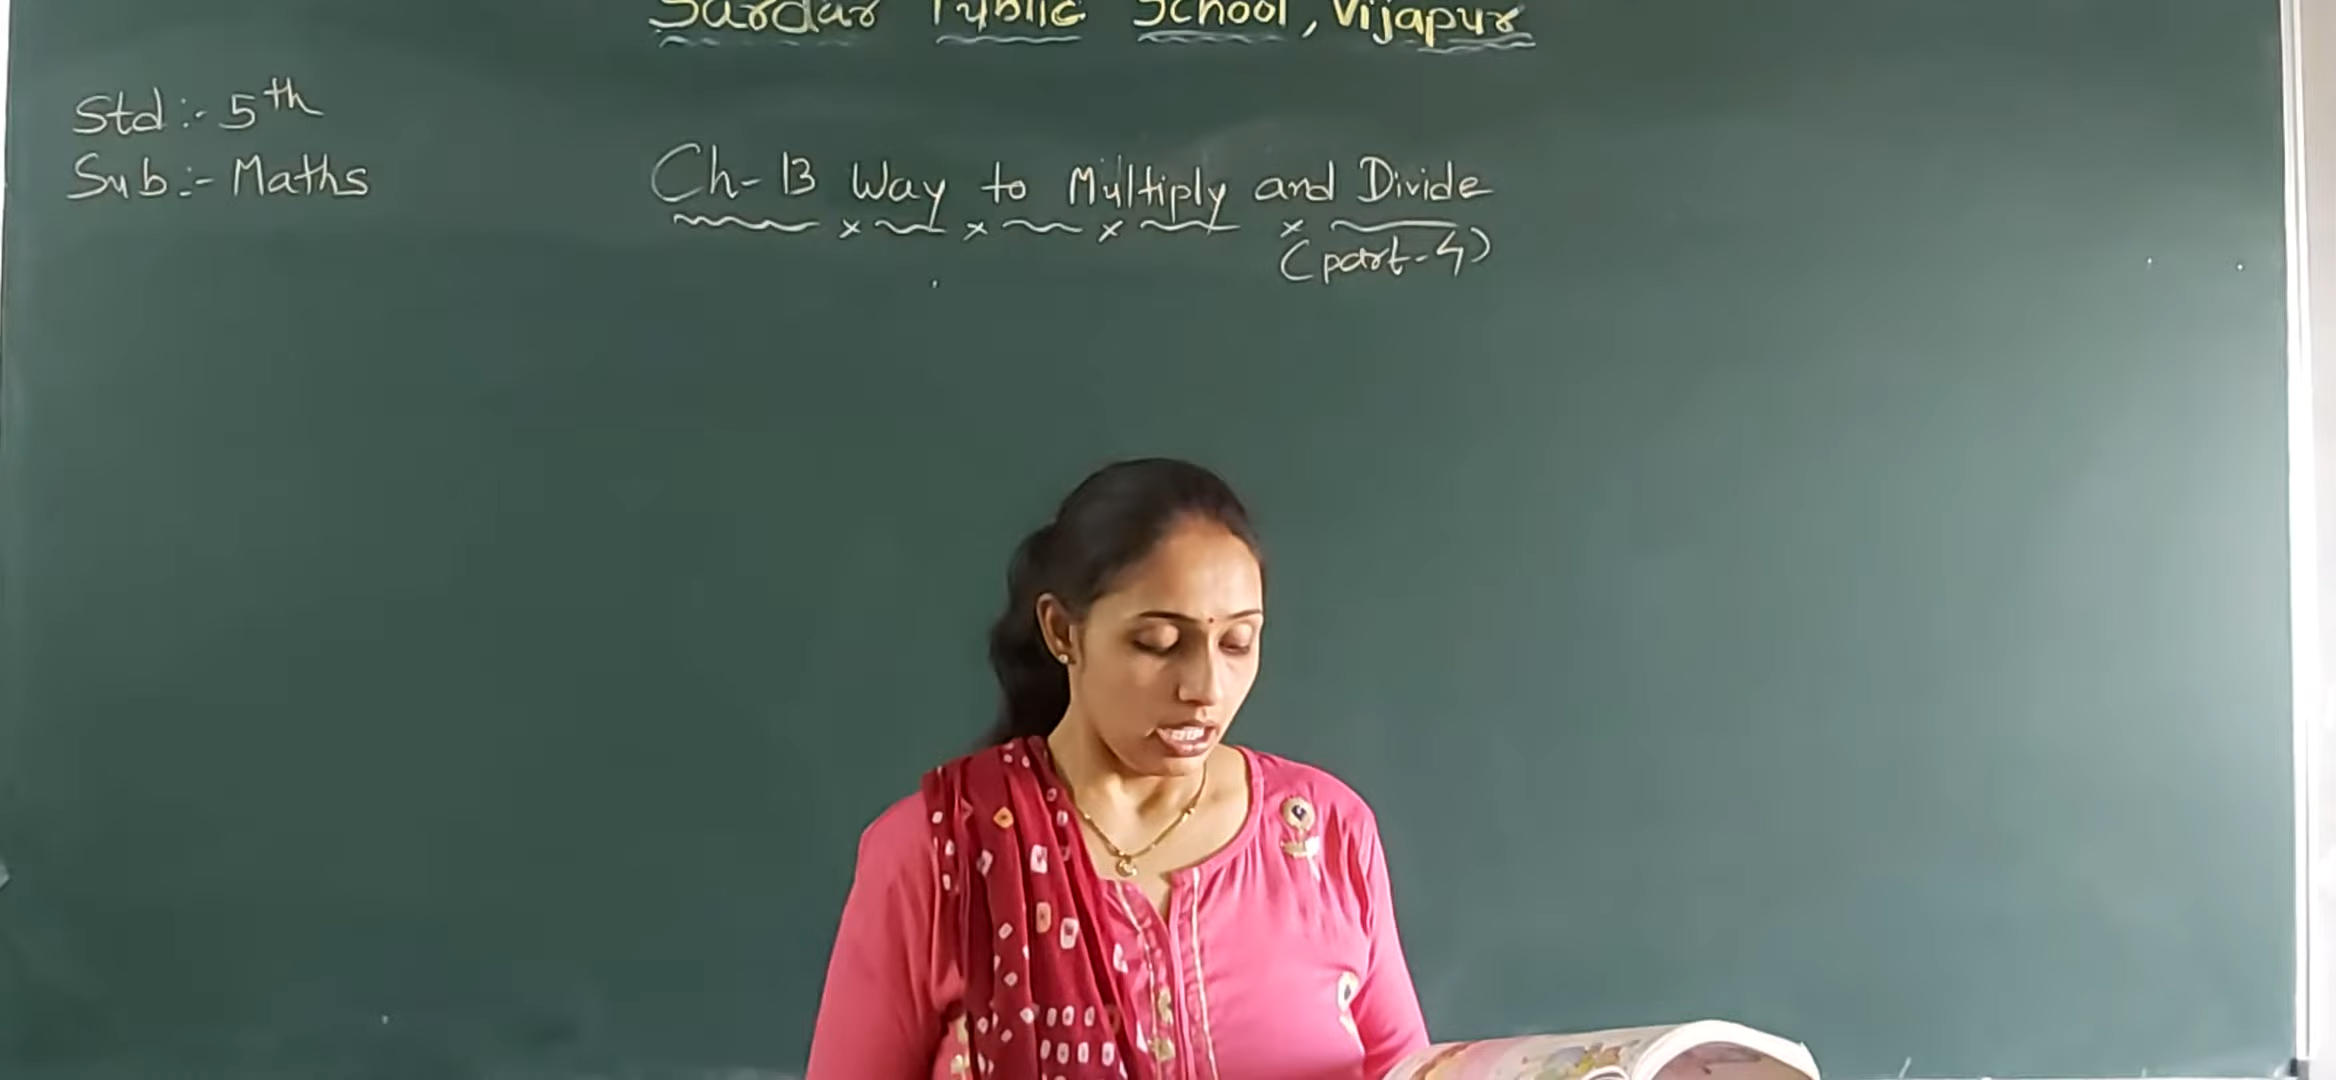 Sardar Public School, Vijapur
Std:- 5th
Sub:- Maths
Ch-13 Way to Multiply and Divide
(part-4)